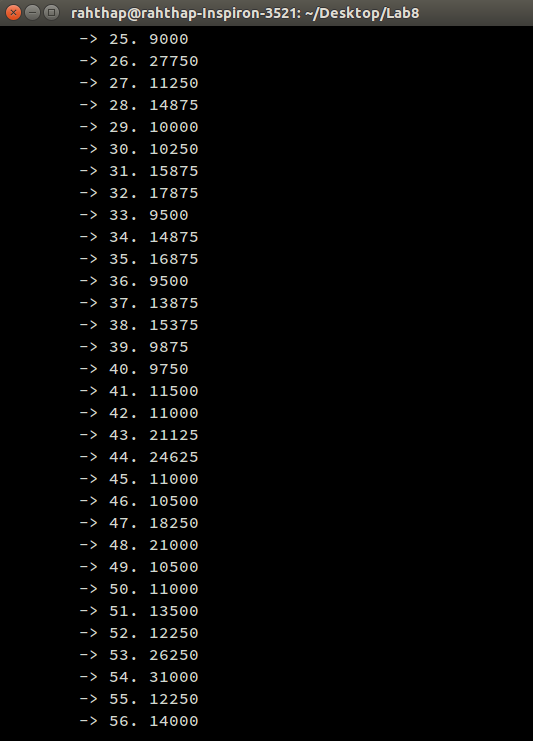 rahthap@rahthap-Inspiron-3521: ~/Desktop/Lab8
-> 25. 9000
-> 26. 27750
-> 27. 11250
-> 28. 14875
-> 29. 10000
-> 30. 10250
-> 31. 15875
-> 32. 17875
-> 33. 9500
-> 34. 14875
-> 35. 16875
-> 36. 9500
-> 37. 13875
-> 38. 15375
-> 39. 9875
-> 40. 9750
-> 41. 11500
-> 42. 11000
-> 43. 21125
-> 44. 24625
-> 45. 11000
-> 46. 10500
-> 47. 18250
-> 48. 21000
-> 49. 10500
-> 50. 11000
-> 51. 13500
-> 52. 12250
-> 53. 26250
-> 54. 31000
-> 55. 12250
-> 56. 14000